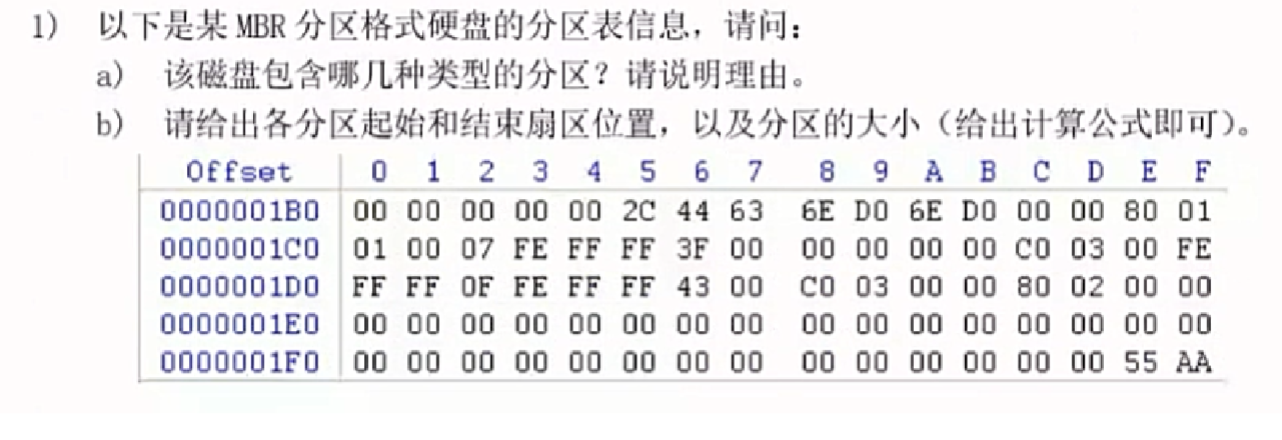 1) 以下是某 MBR 分区格式硬盘的分区表信息，请问：
a) 该磁盘包含哪几种类型的分区？请说明理由。
b) 请给出各分区起始和结束扇区位置，以及分区的大小（给出计算公式即可）。
Offset 0 1 2 3 4 5 6 7 8 9 A B C D E F
0000001B0 00 00 00 00 00 2C 44 63 6E D0 6E D0 00 00 80 01
0000001C0 01 00 07 FE FF FF 3F 00 00 00 00 00 C0 03 00 FE
0000001D0 FF FF 0F FE FF FF 43 00 C0 03 00 00 80 02 00 00
0000001E0 00 00 00 00 00 00 00 00 00 00 00 00 00 00 00 00
0000001F0 00 00 00 00 00 00 00 00 00 00 00 00 00 00 55 AA